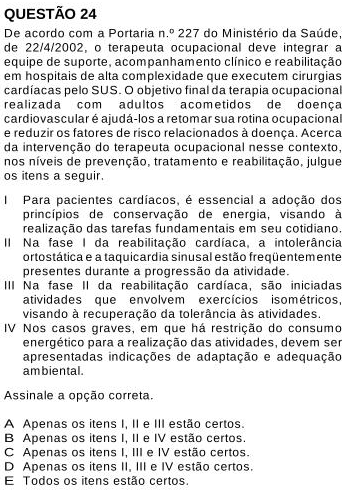 QUESTÃO 24
De acordo com a Portaria n.º 227 do Ministério da Saúde,
de 22/4/2002, o terapeuta ocupacional deve integrar a
equipe de suporte, acompanhamento clínico e reabilitação
em hospitais de alta complexidade que executem cirurgias
cardíacas pelo SUS. O objetivo final da terapia ocupacional
realizada com adultos acometidos de doença
cardiovascular é ajudá-los a retomar sua rotina ocupacional
e reduzir os fatores de risco relacionados à doença. Acerca
da intervenção do terapeuta ocupacional nesse contexto,
nos níveis de prevenção, tratamento e reabilitação, julgue
os itens a seguir.
I Para pacientes cardíacos, é essencial a adoção dos
princípios de conservação de energia, visando à
realização das tarefas fundamentais em seu cotidiano.
II Na fase I da reabilitação cardíaca, a intolerância
ortostática e a taquicardia sinusal estão freqüentemente
presentes durante a progressão da atividade.
III Na fase II da reabilitação cardíaca, são iniciadas
atividades que envolvem exercícios isométricos,
visando à recuperação da tolerância às atividades.
IV Nos casos graves, em que há restrição do consumo
energético para a realização das atividades, devem ser
apresentadas indicações de adaptação e adequação
ambiental.
Assinale a opção correta.
A Apenas os itens I, II e III estão certos.
B Apenas os itens I, II e IV estão certos.
C Apenas os itens I, III e IV estão certos.
D Apenas os itens II, III e IV estão certos.
E Todos os itens estão certos.